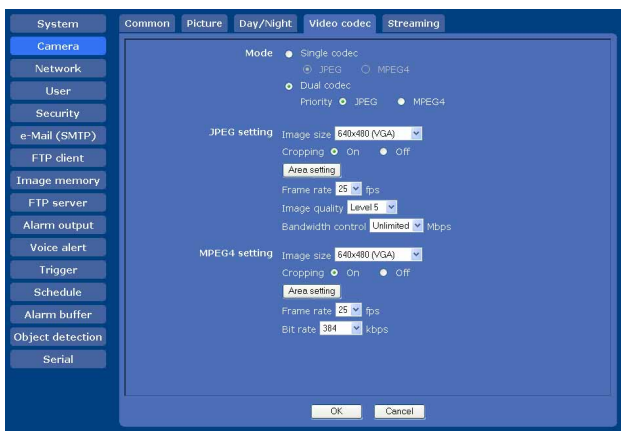 System
Camera
Network
User
Security
e-Mail (SMTP)
FTP client
Image memory
FTP server
Alarm output
Voice alert
Trigger
Schedule
Alarm buffer
Object detection
Serial
Common Picture Day/Night Video codec Streaming
Mode Single codec
JPEG MPEG4
Dual codec
Priority JPEG MPEG4
JPEG setting Image size 640x480 (VGA)
Cropping On Off
Area setting
Frame rate 25 fps
Image quality Level 5
Bandwidth control Unlimited Mbps
MPEG4 setting Image size 640x480 (VGA)
Cropping On Off
Area setting
Frame rate 25 fps
Bit rate 384 kbps
OK Cancel